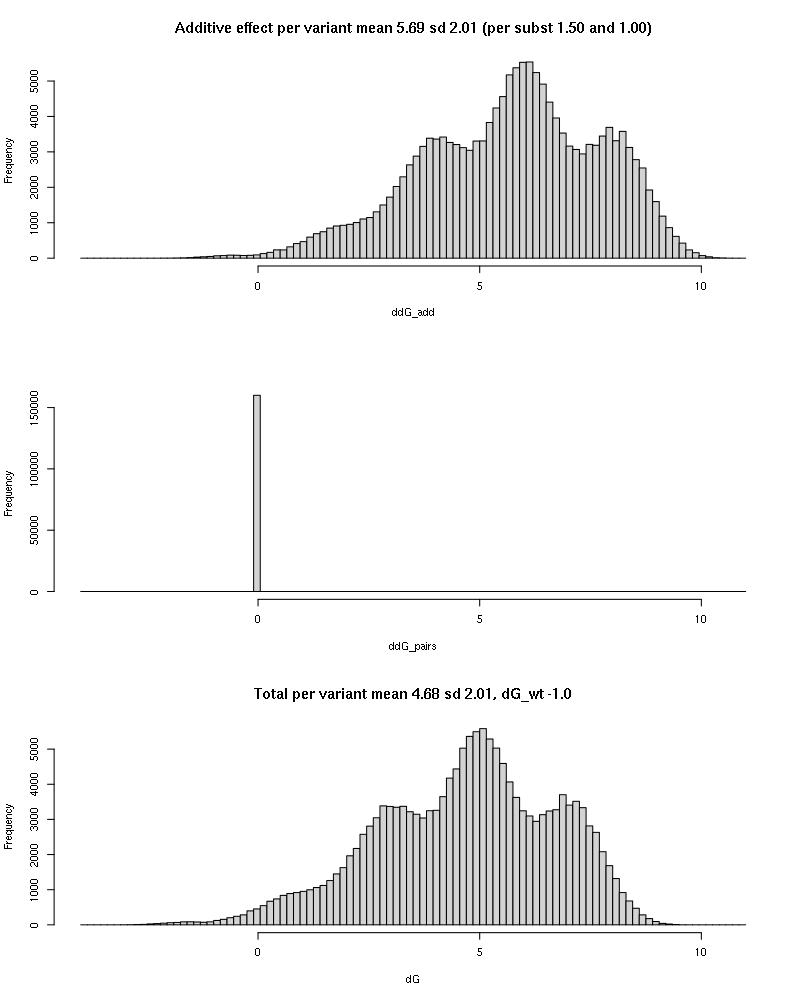 Additive effect per variant mean 5.69 sd 2.01 (per subst 1.50 and 1.00)
Frequency
5000
4000
3000
2000
1000
0
0 5 10
ddG_add
Frequency
150000
100000
50000
0
0 5 10
ddG_pairs
Total per variant mean 4.68 sd 2.01, dG_wt -1.0
Frequency
5000
4000
3000
2000
1000
0
0 5 10
dG